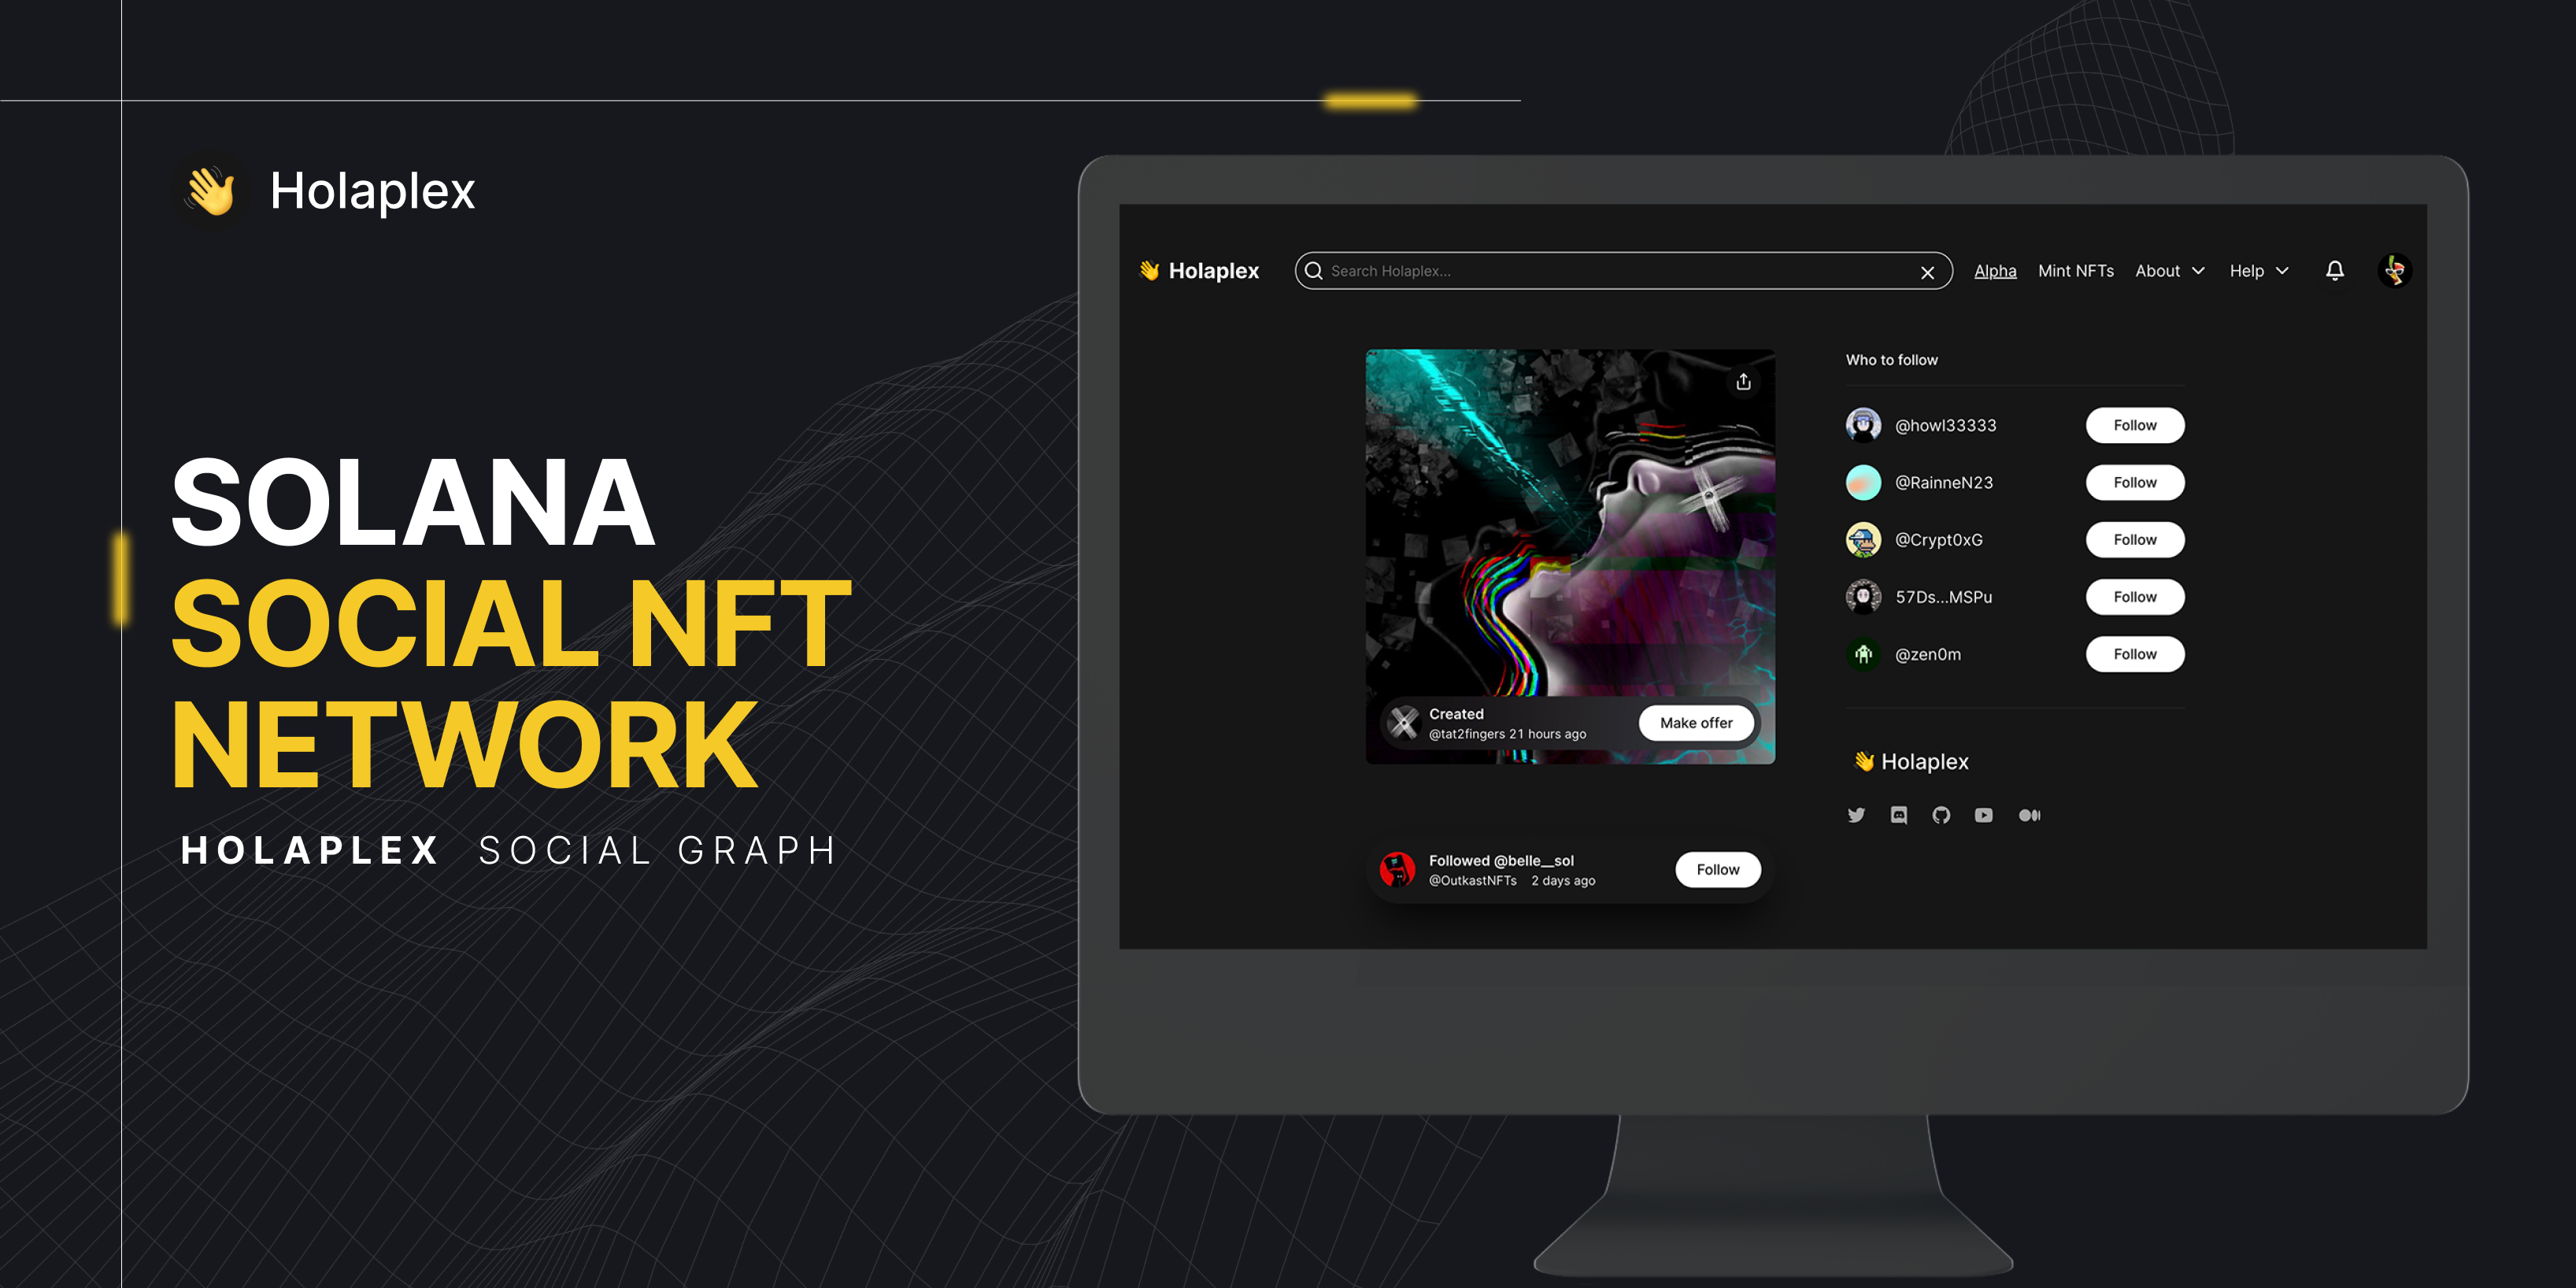 Holaplex
SOLANA
SOCIAL NFT
NETWORK
HOLAPLEX SOCIAL GRAPH
Holaplex
Search Holaplex...
Alpha
Mint NFTs
About
Help
Created
@tat2fingers 21 hours ago
Make offer
Followed @belle__sol
@OutkastNFTs 2 days ago
Follow
Who to follow
@howl33333
Follow
@RainneN23
Follow
@Crypt0xG
Follow
57Ds...MSPu
Follow
@zen0m
Follow
Holaplex